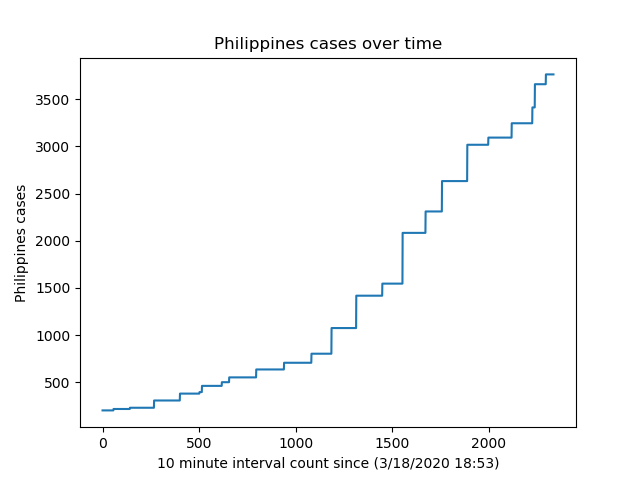 Philippines cases over time
3500
3000
2500
2000
1500
1000
500
Philippines cases
0 500 1000 1500 2000
10 minute interval count since (3/18/2020 18:53)